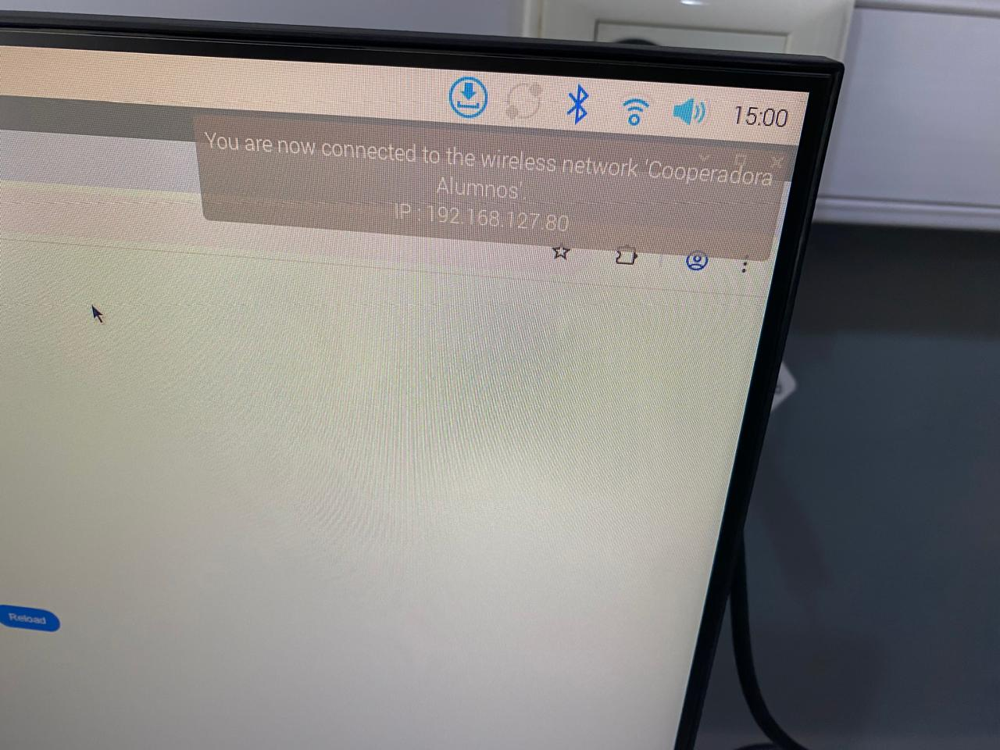 15:00
You are now connected to the wireless network 'Cooperadora
Alumnos'.
IP : 192.168.127.80
Reload